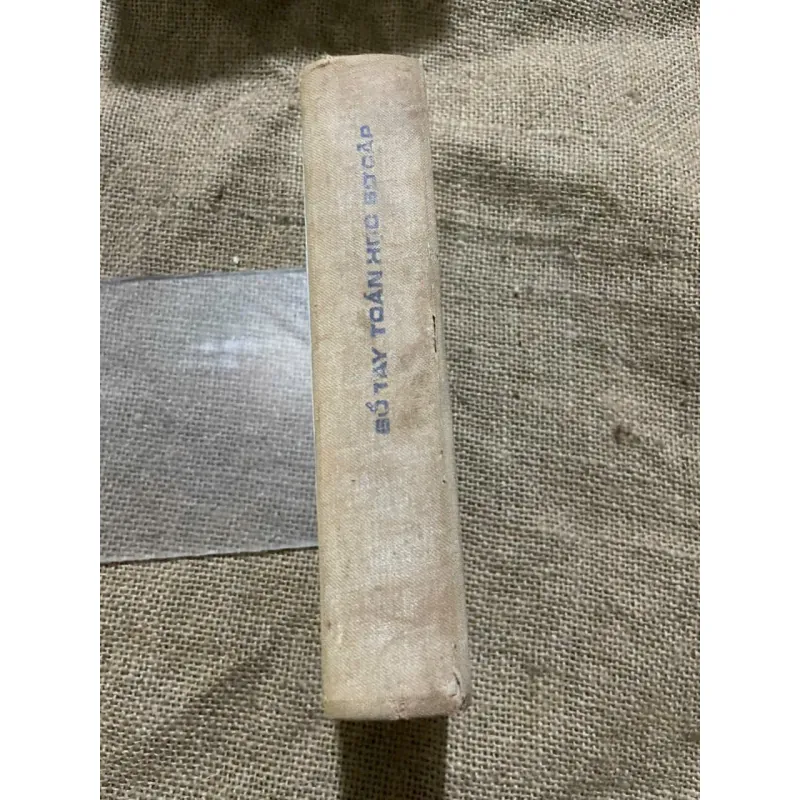 SỔ TAY TOÁN HỌC SƠ CẤP